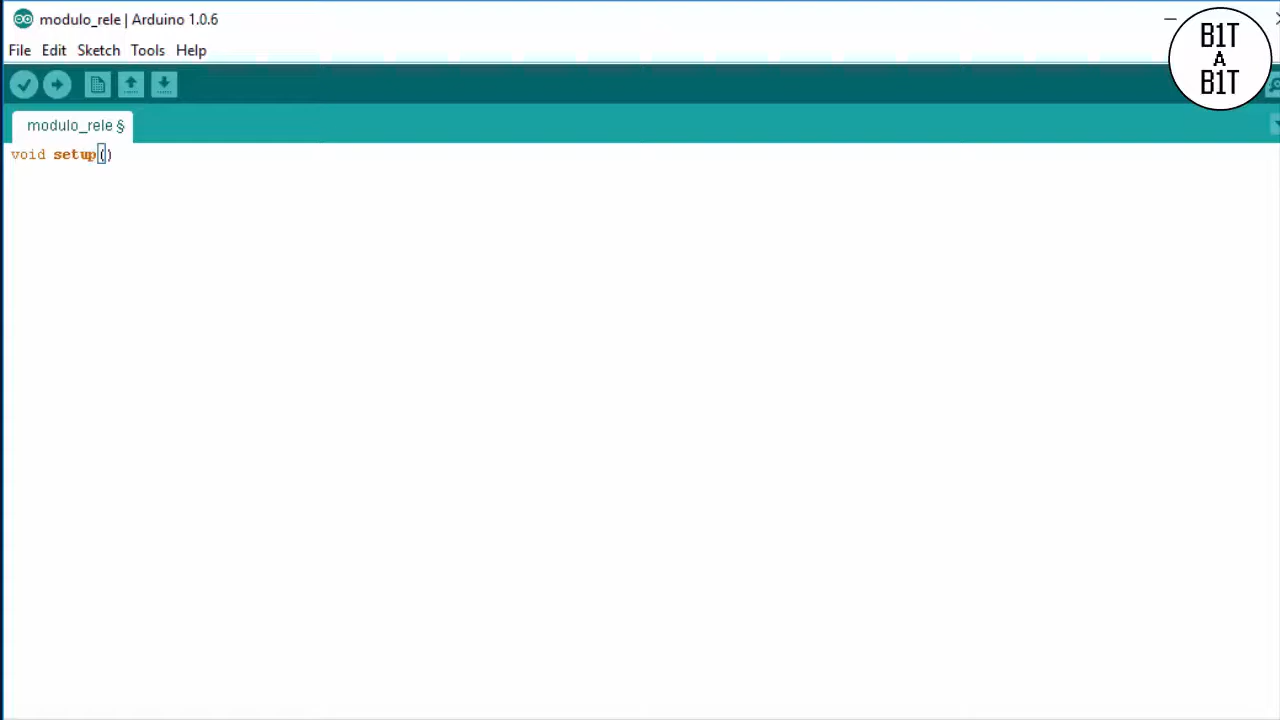 modulo_rele | Arduino 1.0.6
File Edit Sketch Tools Help
B1T
A
B1T
modulo_rele §
void setup()